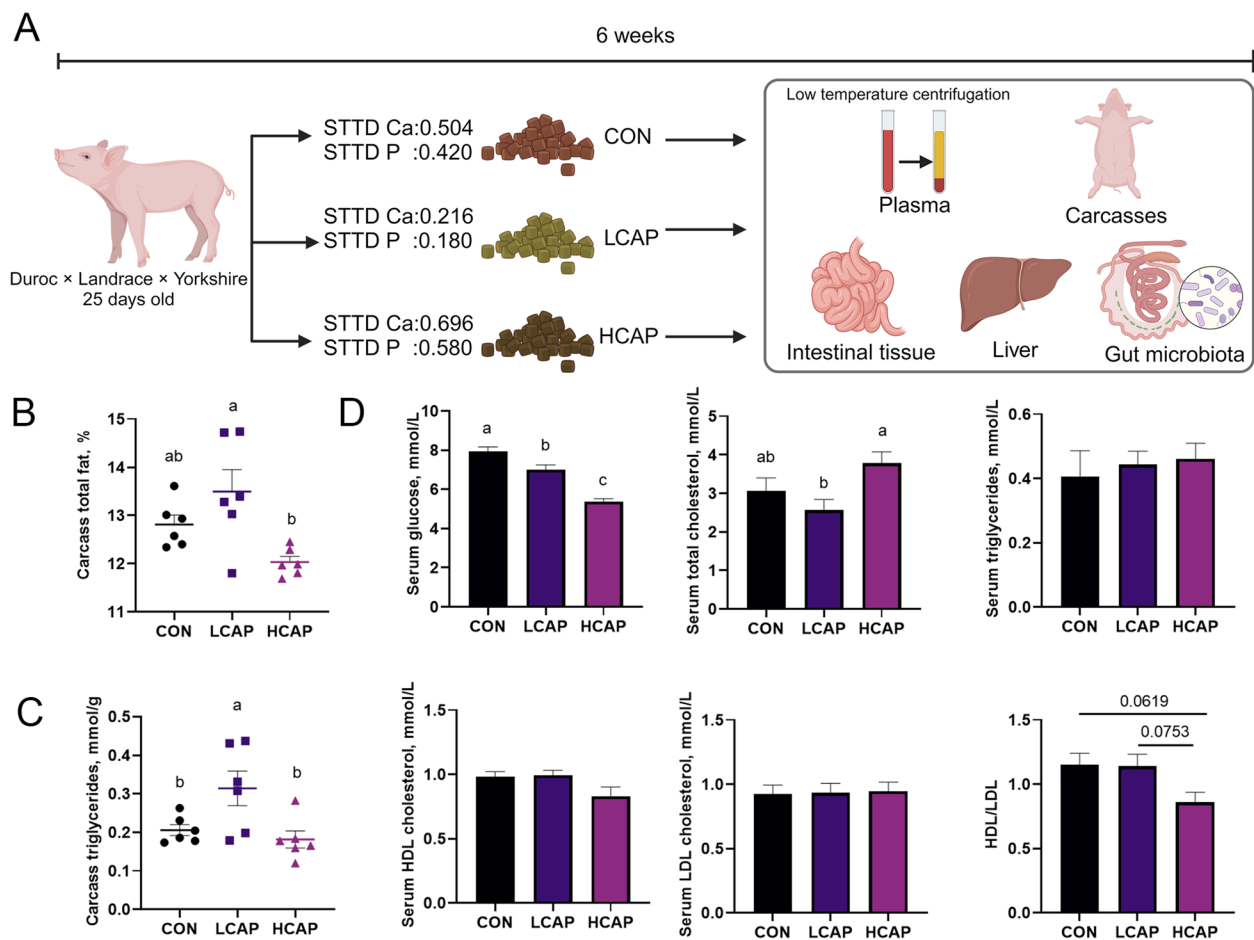 A
6 weeks
Duroc × Landrace × Yorkshire
25 days old
STTD Ca:0.504
STTD P :0.420
CON
STTD Ca:0.216
STTD P :0.180
LCAP
STTD Ca:0.696
STTD P :0.580
HCAP
Low temperature centrifugation
Plasma
Carcasses
Intestinal tissue
Liver
Gut microbiota
B
Carcass total fat, %
15
14
13
12
11
ab
a
b
CON LCAP HCAP
D
Serum glucose, mmol/L
10
8
6
4
2
0
a
b
c
CON LCAP HCAP
Serum total cholesterol, mmol/L
5
4
3
2
1
0
ab
b
a
CON LCAP HCAP
Serum triglycerides, mmol/L
0.6
0.4
0.2
0.0
CON LCAP HCAP
C
Carcass triglycerides, mmol/g
0.5
0.4
0.3
0.2
0.1
0.0
b
a
b
CON LCAP HCAP
Serum HDL cholesterol, mmol/L
1.5
1.0
0.5
0.0
CON LCAP HCAP
Serum LDL cholesterol, mmol/L
1.5
1.0
0.5
0.0
CON LCAP HCAP
HDL/LDL
1.5
1.0
0.5
0.0
0.0619
0.0753
CON LCAP HCAP